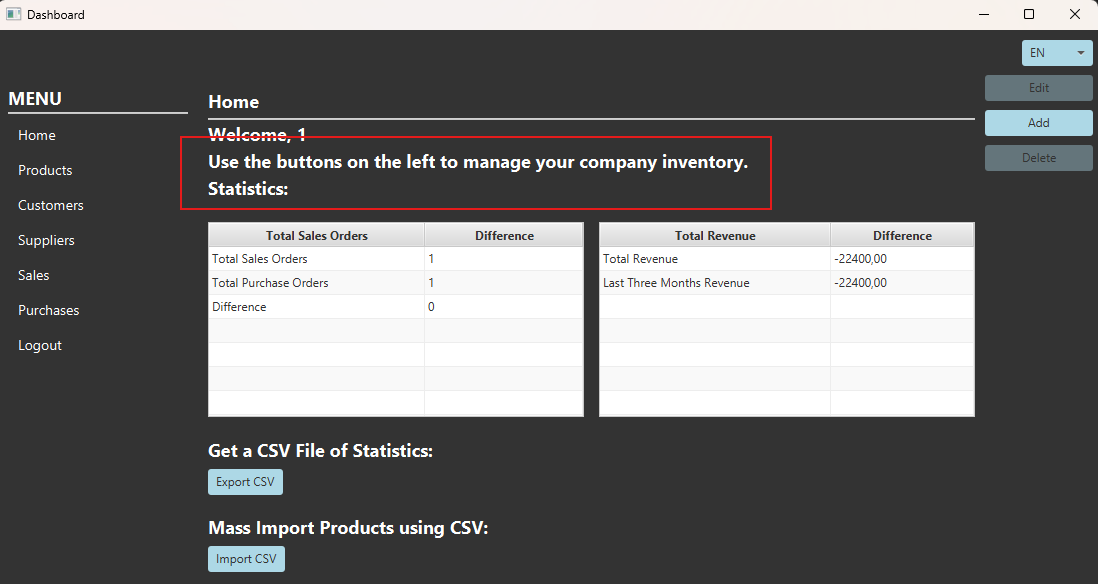 Dashboard
EN
MENU
Home
Products
Customers
Suppliers
Sales
Purchases
Logout
Home
Welcome, 1
Use the buttons on the left to manage your company inventory.
Statistics:
Total Sales Orders Difference
Total Sales Orders 1
Total Purchase Orders 1
Difference 0
Total Revenue Difference
Total Revenue -22400,00
Last Three Months Revenue -22400,00
Get a CSV File of Statistics:
Export CSV
Mass Import Products using CSV:
Import CSV
Edit
Add
Delete